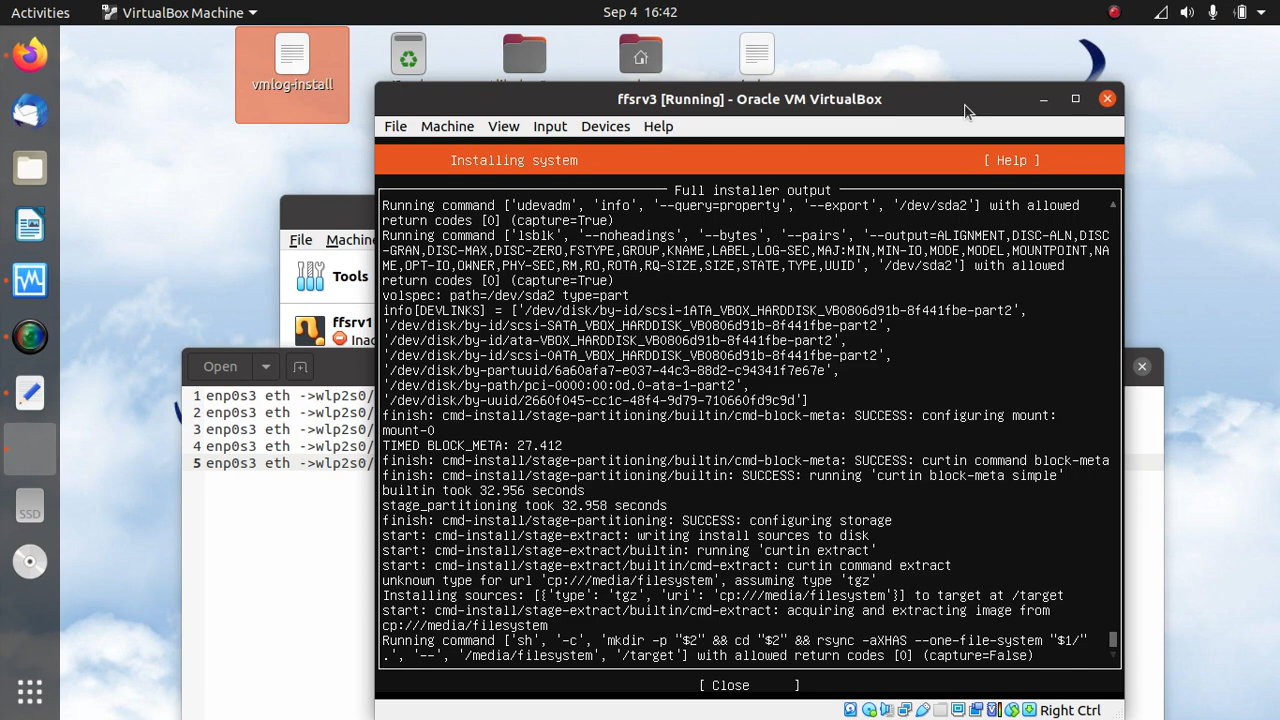 Activities
VirtualBox Machine
Sep 4 16:42
vmlog-install
ffsrv3 [Running] - Oracle VM VirtualBox
File Machine View Input Devices Help
Installing system
[ Help ]
Full installer output
Running command ['udevadm', 'info', '--query=property', '--export', '/dev/sda2'] with allowed
return codes [0] (capture=True)
Running command ['lsblk', '--noheadings', '--bytes', '--pairs', '--output=ALIGNMENT,DISC-ALN,DISC
-GRAN,DISC-MAX,DISC-ZERO,FSTYPE,GROUP,KNAME,LABEL,LOG-SEC,MAJ:MIN,MIN-IO,MODE,MODEL,MOUNTPOINT,NA
ME,OPT-IO,OWNER,PHY-SEC,RM,RO,ROTA,RQ-SIZE,SIZE,STATE,TYPE,UUID', '/dev/sda2'] with allowed
return codes [0] (capture=True)
volspec: path=/dev/sda2 type=part
info[DEVLINKS] = ['/dev/disk/by-id/scsi-1ATA_VBOX_HARDDISK_VB0806d91b-8f441fbe-part2',
'/dev/disk/by-id/scsi-SATA_VBOX_HARDDISK_VB0806d91b-8f441fbe-part2',
'/dev/disk/by-id/ata-VBOX_HARDDISK_VB0806d91b-8f441fbe-part2',
'/dev/disk/by-id/scsi-0ATA_VBOX_HARDDISK_VB0806d91b-8f441fbe-part2',
'/dev/disk/by-partuuid/6a60afa7-e037-44c3-88d2-c94341f7e67e',
'/dev/disk/by-path/pci-0000:00:0d.0-ata-1-part2',
'/dev/disk/by-uuid/2660f045-cc1c-48f4-9d79-710660fd9c9d']
finish: cmd-install/stage-partitioning/builtin/cmd-block-meta: SUCCESS: configuring mount:
mount-0
TIMED BLOCK_META: 27.412
finish: cmd-install/stage-partitioning/builtin/cmd-block-meta: SUCCESS: curtin command block-meta
finish: cmd-install/stage-partitioning/builtin: SUCCESS: running 'curtin block-meta simple'
builtin took 32.956 seconds
stage_partitioning took 32.958 seconds
finish: cmd-install/stage-partitioning: SUCCESS: configuring storage
start: cmd-install/stage-extract: writing install sources to disk
start: cmd-install/stage-extract/builtin: running 'curtin extract'
start: cmd-install/stage-extract/builtin/cmd-extract: curtin command extract
unknown type for url 'cp:///media/filesystem', assuming type 'tgz'
Installing sources: [{'type': 'tgz', 'uri': 'cp:///media/filesystem'}] to target at /target
start: cmd-install/stage-extract/builtin/cmd-extract: acquiring and extracting image from
cp:///media/filesystem
Running command ['sh', '-c', 'mkdir -p "$2" && cd "$2" && rsync -aXHAS --one-file-system "$1/"
.', '--', '/media/filesystem', '/target'] with allowed return codes [0] (capture=False)
[ Close ]
Right Ctrl
File Machine
Tools
ffsrv1
Open
1 enp0s3 eth ->wlp2s0/
2 enp0s3 eth ->wlp2s0/
3 enp0s3 eth ->wlp2s0/
4 enp0s3 eth ->wlp2s0/
5 enp0s3 eth ->wlp2s0/
SSD